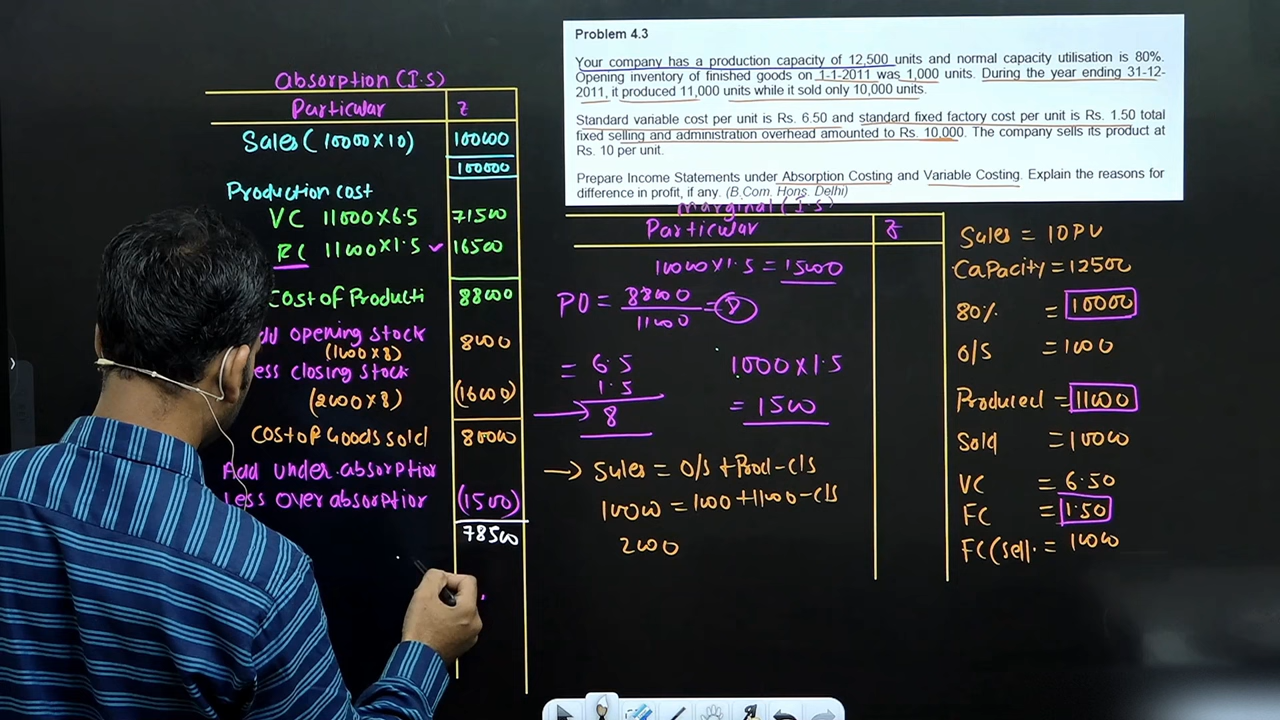 absorption (I.S)
Particular ₹
Sales (10000 X 10) 100000
100000
Production cost
VC 11000 X 6.5 71500
FC 11000 X 1.5 16500
Cost of Producti 88000
opening stock
(1000 X 8) 8000
ess closing stock
(2000 X 8) (16000)
Cost of Goods sold 80000
Add under absorption
Less over absorption (1500)
78500
Problem 4.3
Your company has a production capacity of 12,500 units and normal capacity utilisation is 80%.
Opening inventory of finished goods on 1-1-2011 was 1,000 units. During the year ending 31-12-
2011, it produced 11,000 units while it sold only 10,000 units.
Standard variable cost per unit is Rs. 6.50 and standard fixed factory cost per unit is Rs. 1.50 total
fixed selling and administration overhead amounted to Rs. 10,000. The company sells its product at
Rs. 10 per unit.
Prepare Income Statements under Absorption Costing and Variable Costing. Explain the reasons for
difference in profit, if any. (B.Com. Hons. Delhi)
marginal (I.S)
Particular ₹
10000 X 1.5 = 15000
PO = 88000 / 11000 = 8
= 6.5
1.5
8
1000 X 1.5
= 1500
→ Sales = O/S + Prod - C/S
10000 = 1000 + 11000 - C/S
2000
Sales = 10 PU
Capacity = 12500
80% = 10000
O/S = 1000
Produced = 11000
Sold = 10000
VC = 6.50
FC = 1.50
FC (sell. = 10000